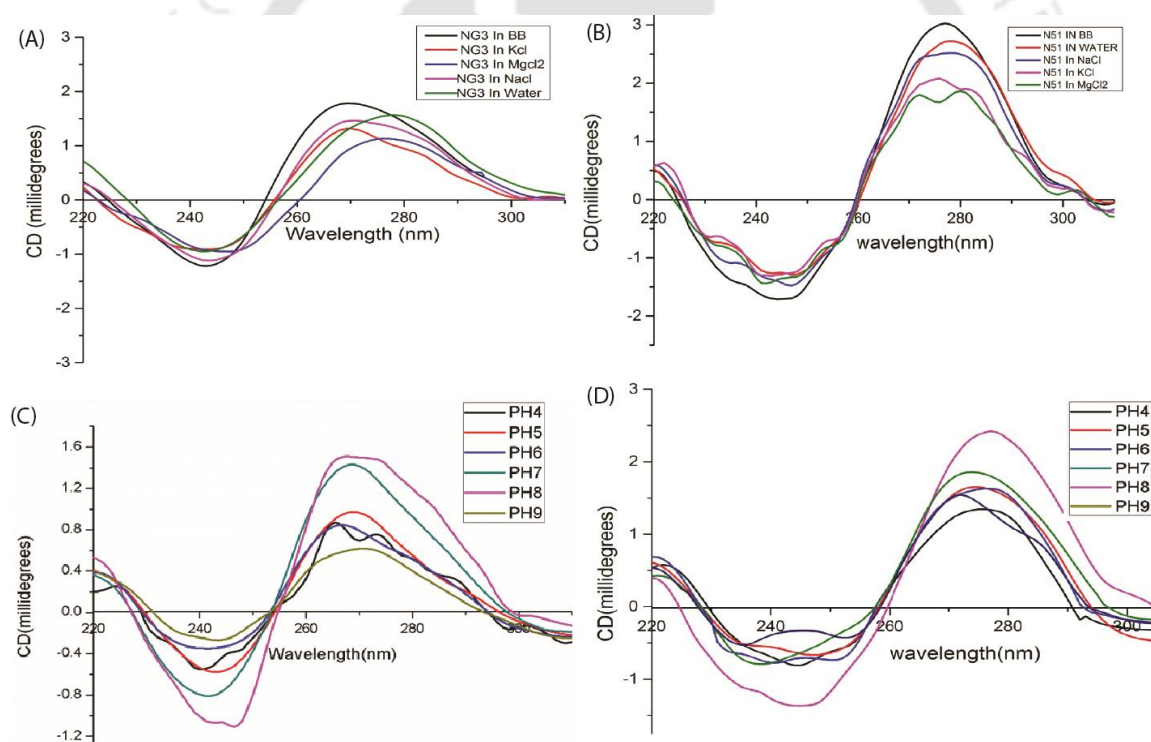 (A)
NG3 In BB
NG3 In Kcl
NG3 In Mgcl2
NG3 In Nacl
NG3 In Water
CD (millidegrees)
3
2
1
0
-1
-2
-3
220
240
260
280
300
Wavelength (nm)
(B)
N51 IN BB
N51 IN WATER
N51 In NaCl
N51 IN KCl
N51 In MgCl2
CD(millidegrees)
3
2
1
0
-1
-2
220
240
260
280
300
wavelength(nm)
(C)
PH4
PH5
PH6
PH7
PH8
PH9
CD(millidegrees)
1.6
1.2
0.8
0.4
0.0
-0.4
-0.8
-1.2
220
240
260
280
300
Wavelength(nm)
(D)
PH4
PH5
PH6
PH7
PH8
PH9
CD(millidegrees)
3
2
1
0
-1
220
240
260
280
300
wavelength(nm)